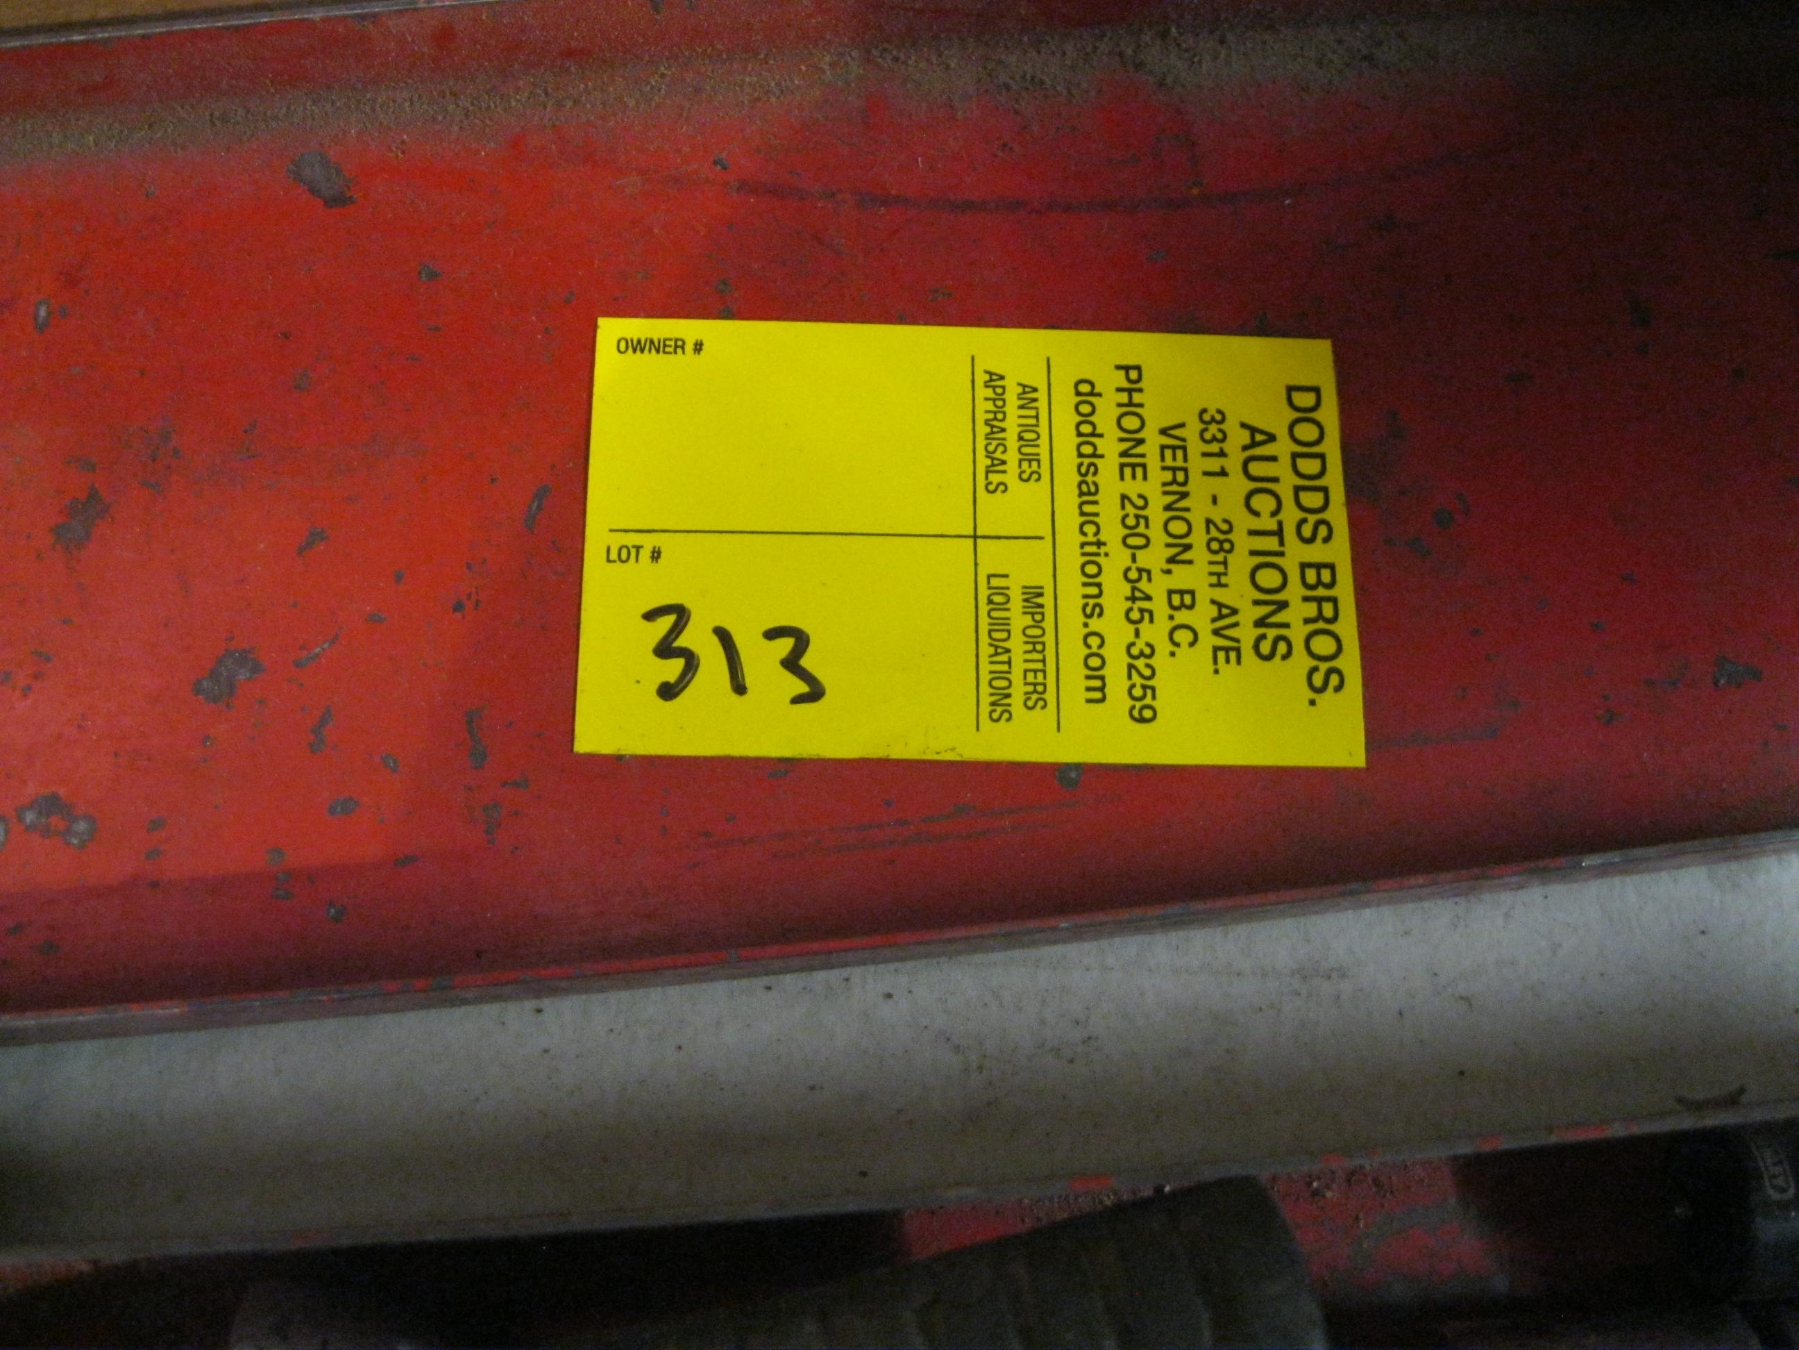 DODDS BROS.
AUCTIONS
3311 - 28TH AVE.
VERNON, B.C.
PHONE 250-545-3259
doddsauctions.com
ANTIQUES IMPORTERS
APPRAISALS LIQUIDATIONS
OWNER #
LOT #
313